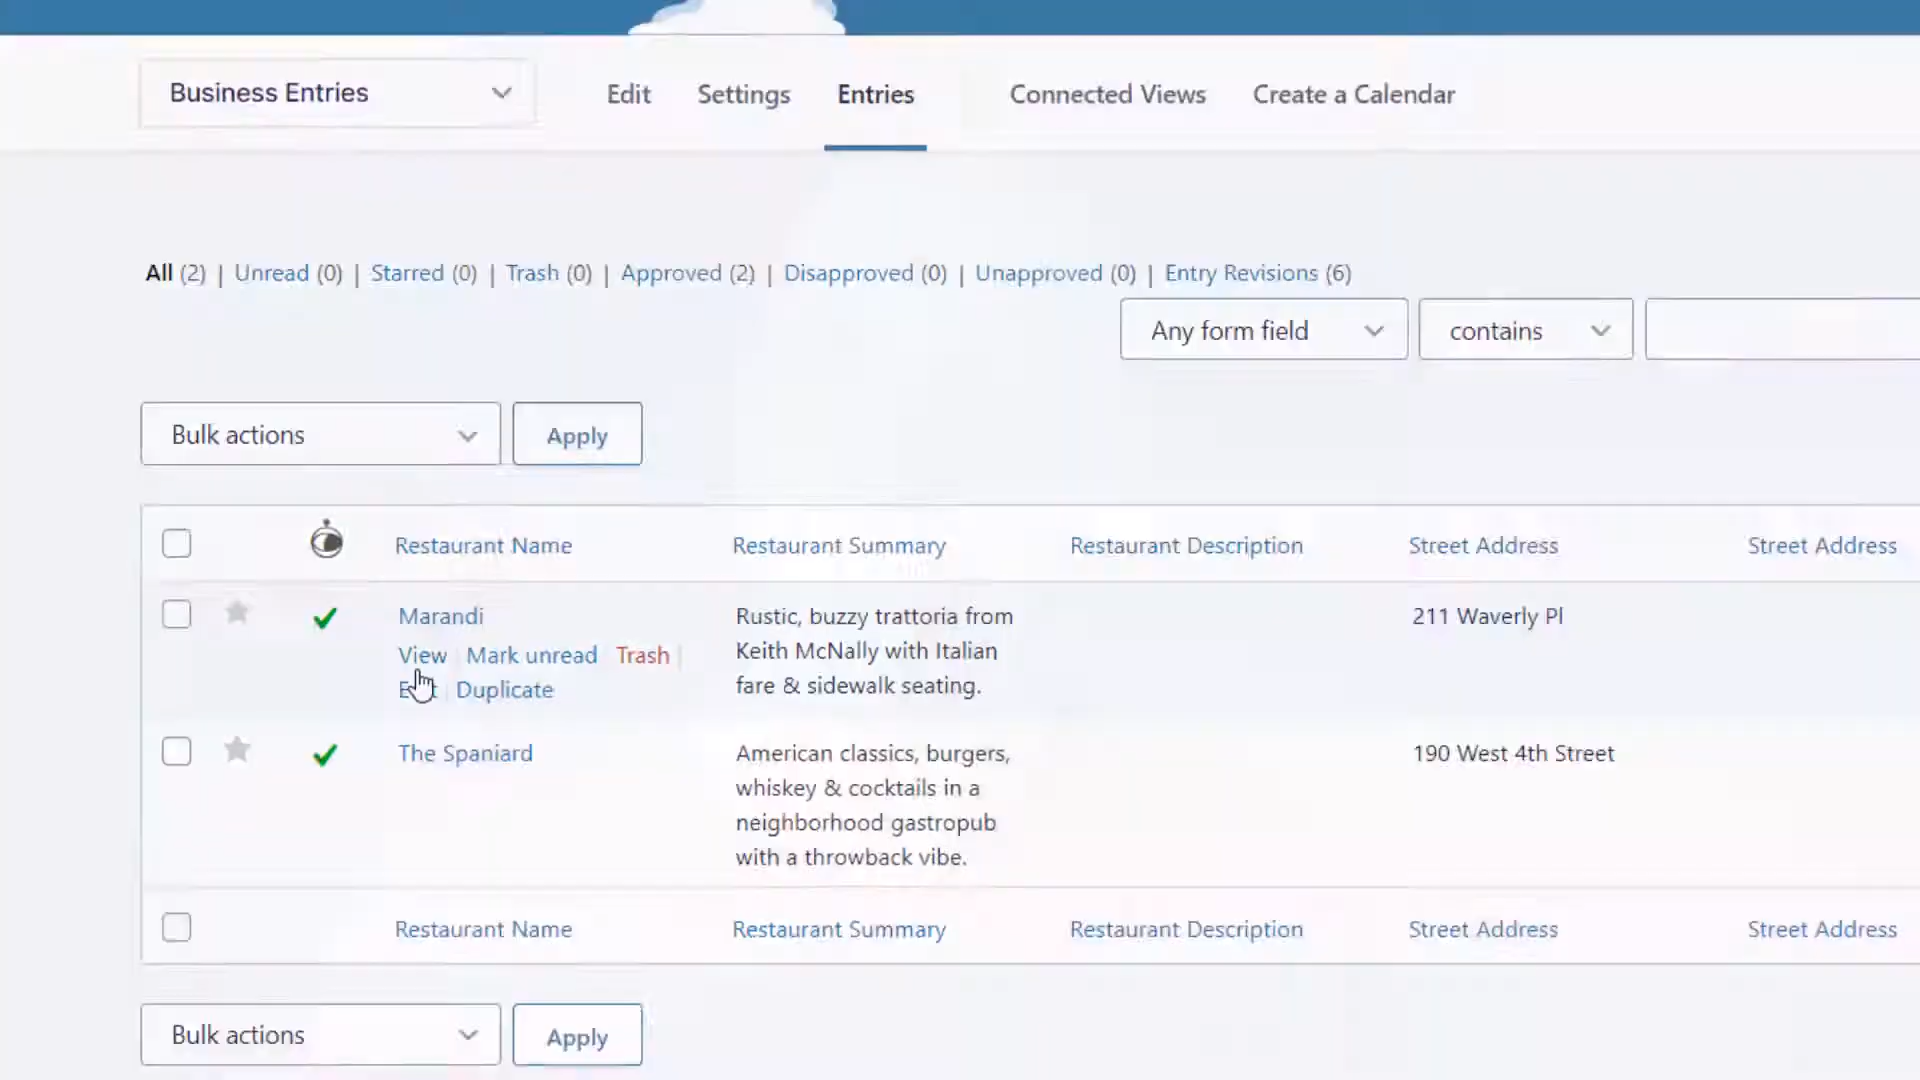 Business Entries Edit Settings Entries Connected Views Create a Calendar
All (2) | Unread (0) | Starred (0) | Trash (0) | Approved (2) | Disapproved (0) | Unapproved (0) | Entry Revisions (6)
Any form field contains
Bulk actions Apply
Restaurant Name Restaurant Summary Restaurant Description Street Address Street Address
Marandi
View | Mark unread Trash |
Duplicate
Rustic, buzzy trattoria from
Keith McNally with Italian
fare & sidewalk seating.
211 Waverly Pl
The Spaniard
American classics, burgers,
whiskey & cocktails in a
neighborhood gastropub
with a throwback vibe.
190 West 4th Street
Restaurant Name Restaurant Summary Restaurant Description Street Address Street Address
Bulk actions Apply